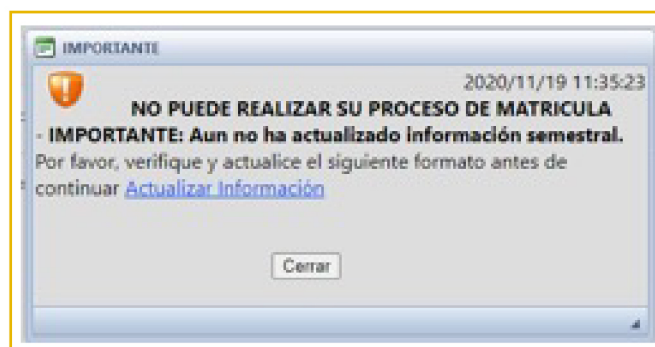 IMPORTANTE
2020/11/19 11:35:23
NO PUEDE REALIZAR SU PROCESO DE MATRICULA
- IMPORTANTE: Aun no ha actualizado información semestral.
Por favor, verifique y actualice el siguiente formato antes de
continuar Actualizar Información
Cerrar